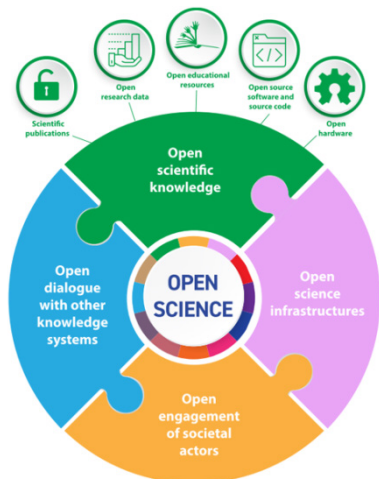 Scientific
publications
Open
research data
Open educational
resources
Open source
software and
source code
</>
Open
hardware
Open
scientific
knowledge
Open
dialogue
with other
knowledge
systems
OPEN
SCIENCE
Open
science
infrastructures
Open
engagement
of societal
actors